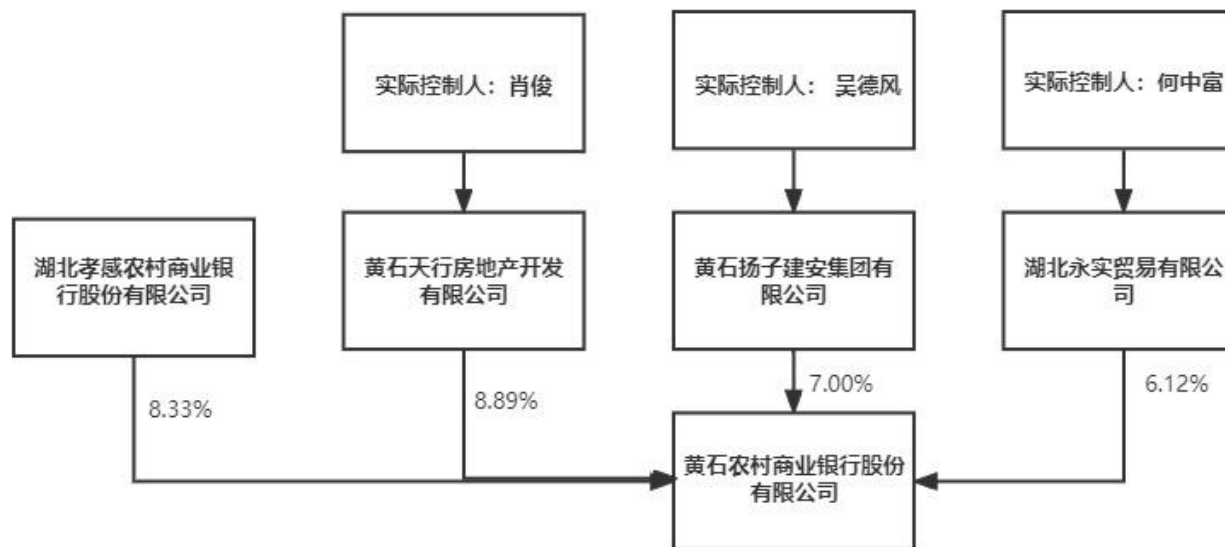 实际控制人：肖俊
实际控制人： 吴德风
实际控制人：何中富
湖北孝感农村商业银
行股份有限公司
黄石天行房地产开发
有限公司
黄石扬子建安集团有
限公司
湖北永实贸易有限公
司
8.33%
8.89%
7.00%
6.12%
黄石农村商业银行股份
有限公司